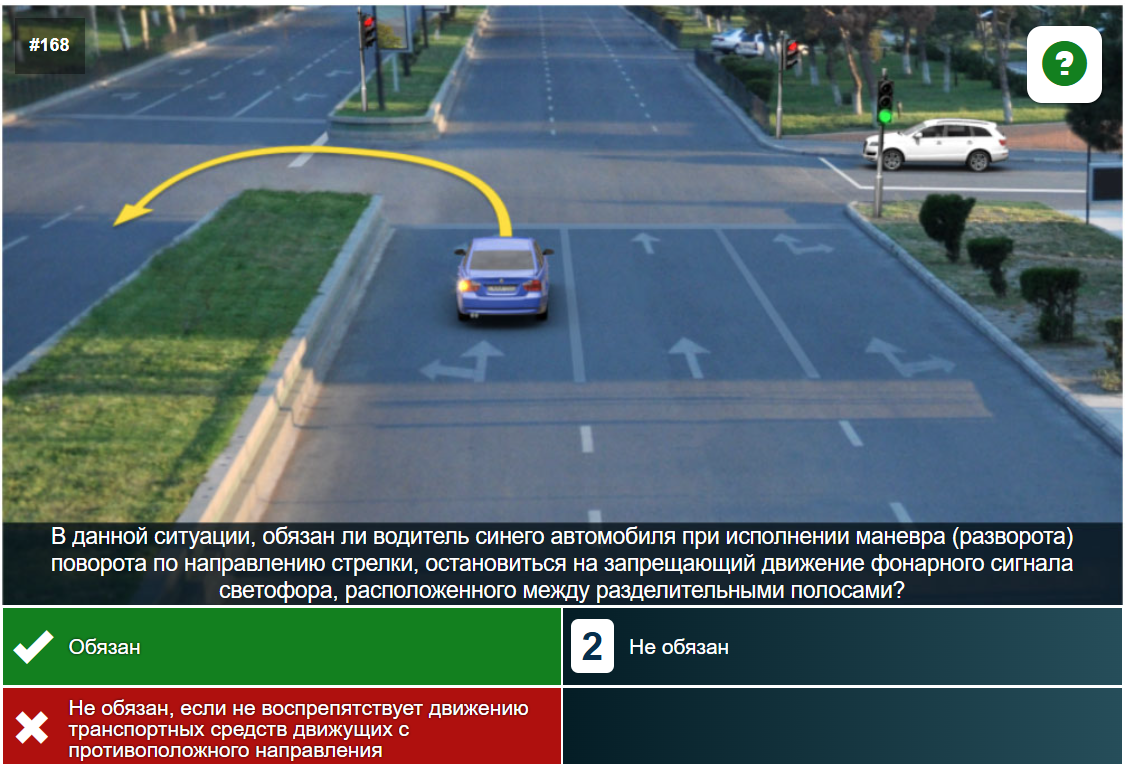 #168
?
В данной ситуации, обязан ли водитель синего автомобиля при исполнении маневра (разворота)
поворота по направлению стрелки, остановиться на запрещающий движение фонарного сигнала
светофора, расположенного между разделительными полосами?
Обязан
2 Не обязан
Не обязан, если не воспрепятствует движению
транспортных средств движущих с
противоположного направления